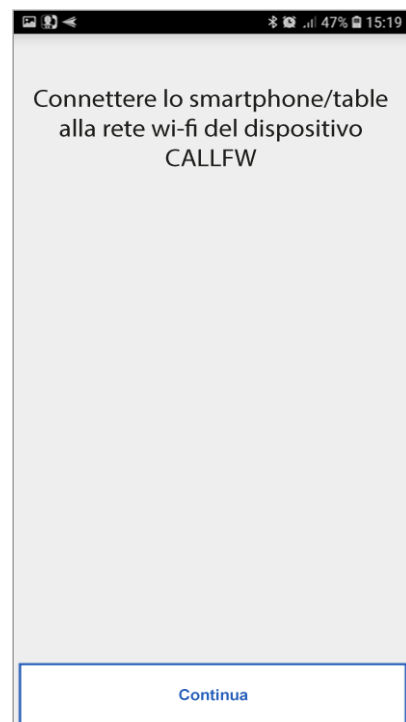 47% 15:19
Connettere lo smartphone/table
alla rete wi-fi del dispositivo
CALLFW
Continua